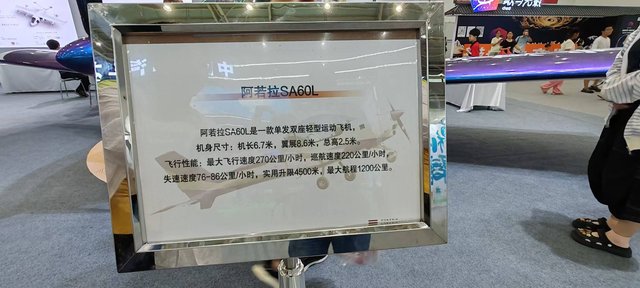 阿若拉SA60L
阿若拉SA60L是一款单发双座轻型运动飞机，
机身尺寸：机长6.7米，翼展8.6米，总高2.5米。
飞行性能：最大飞行速度270公里/小时，巡航速度220公里/小时，
失速速度76-86公里/小时，实用升限4500米，最大航程1200公里。